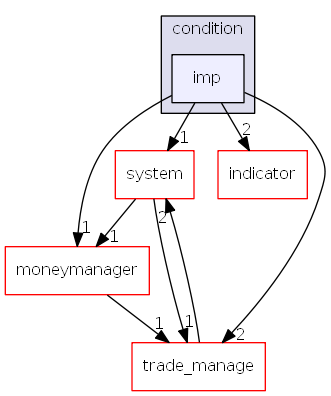 condition
imp
1
2
system
indicator
1
1
2
moneymanager
1
1
2
trade_manage